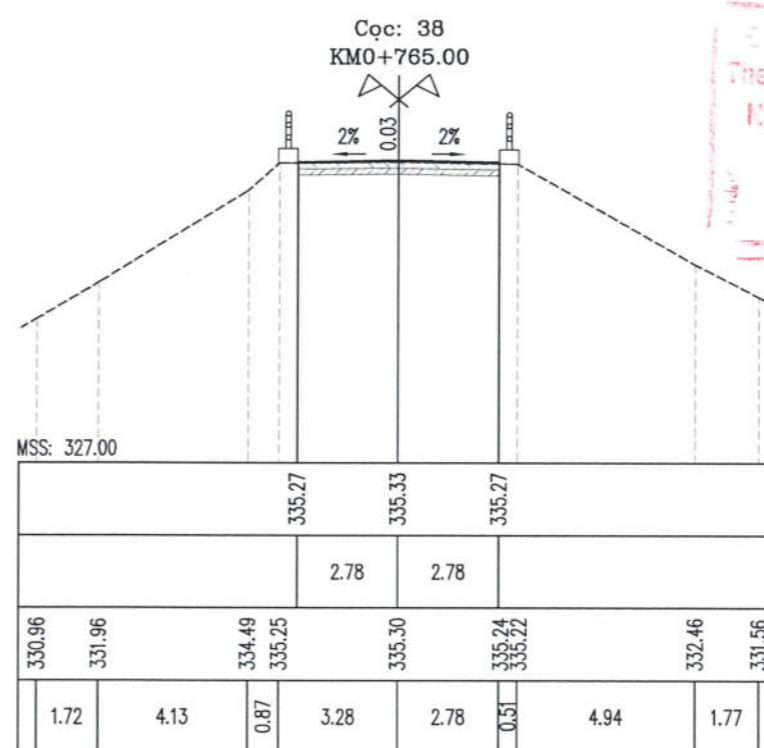 Cọc: 38
KM0+765.00
2% 0.03 2%
MSS: 327.00
335.27 335.33 335.27
2.78 2.78
330.96 331.96 334.49 335.25 335.30 335.24 335.22 332.46 331.56
1.72 4.13 0.87 3.28 2.78 0.51 4.94 1.77